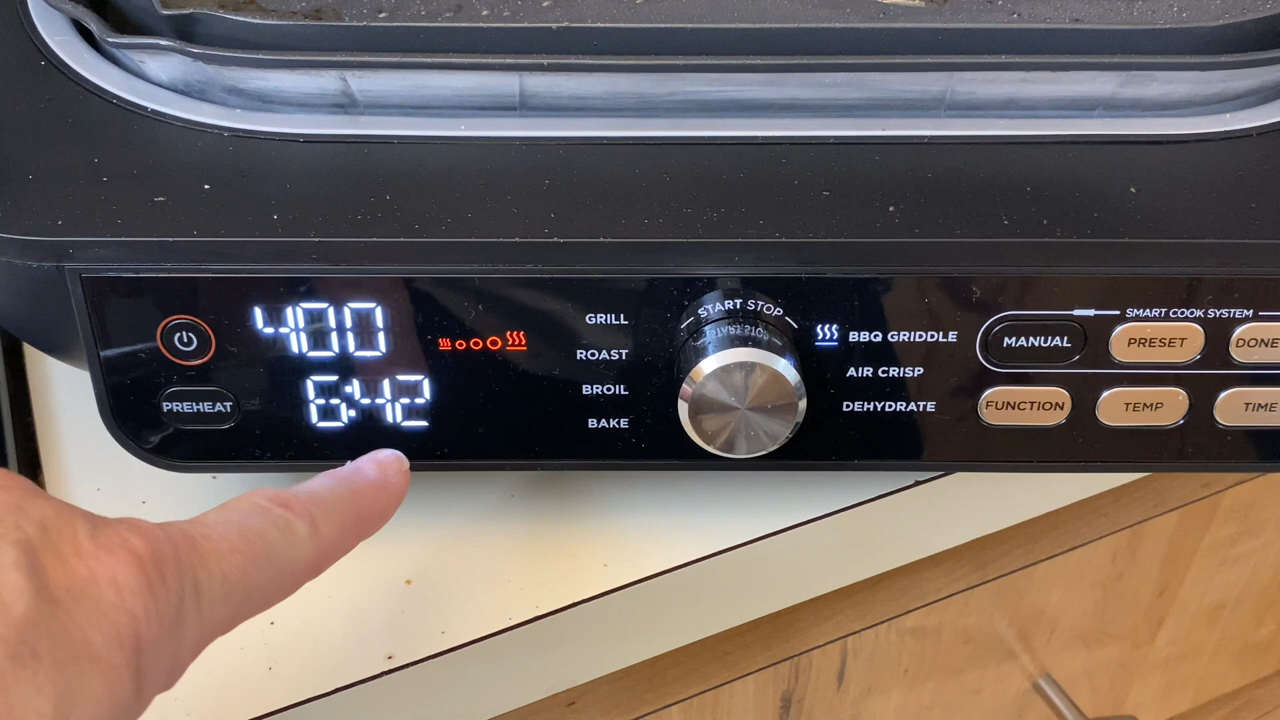 400
6:42
PREHEAT
GRILL
ROAST
BROIL
BAKE
START STOP
BBQ GRIDDLE
AIR CRISP
DEHYDRATE
SMART COOK SYSTEM
MANUAL
PRESET
DONE
FUNCTION
TEMP
TIME